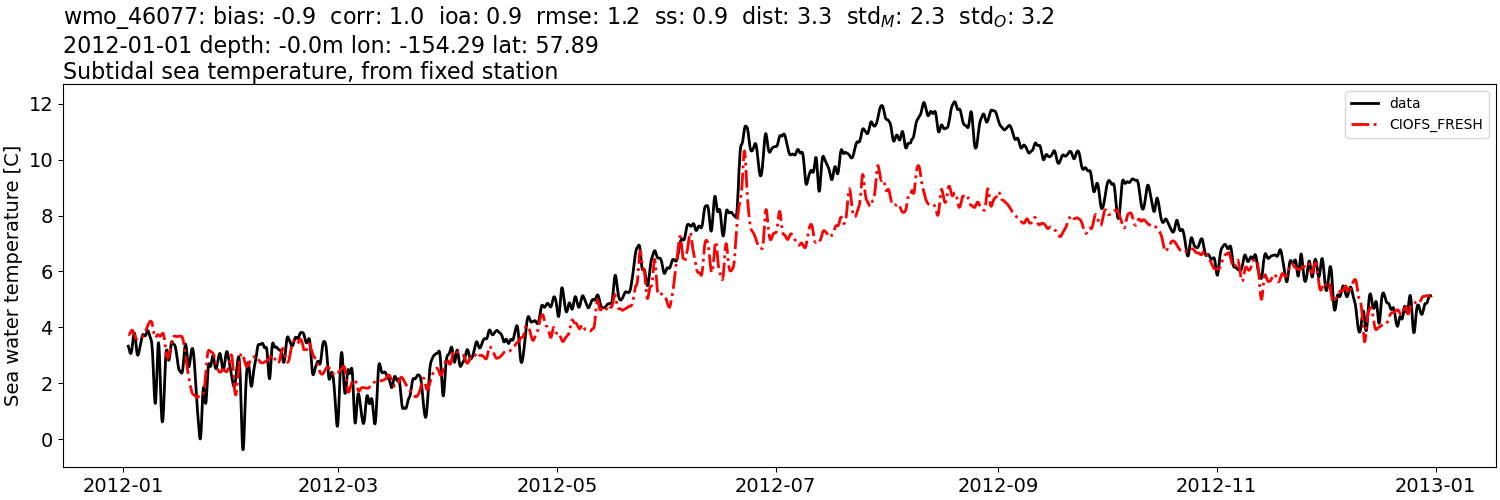 wmo_46077: bias: -0.9  corr: 1.0  ioa: 0.9  rmse: 1.2  ss: 0.9  dist: 3.3  std_M: 2.3  std_O: 3.2
2012-01-01 depth: -0.0m lon: -154.29 lat: 57.89
Subtidal sea temperature, from fixed station
Sea water temperature [C]
12
10
8
6
4
2
0
data
CIOFS_FRESH
2012-01
2012-03
2012-05
2012-07
2012-09
2012-11
2013-01